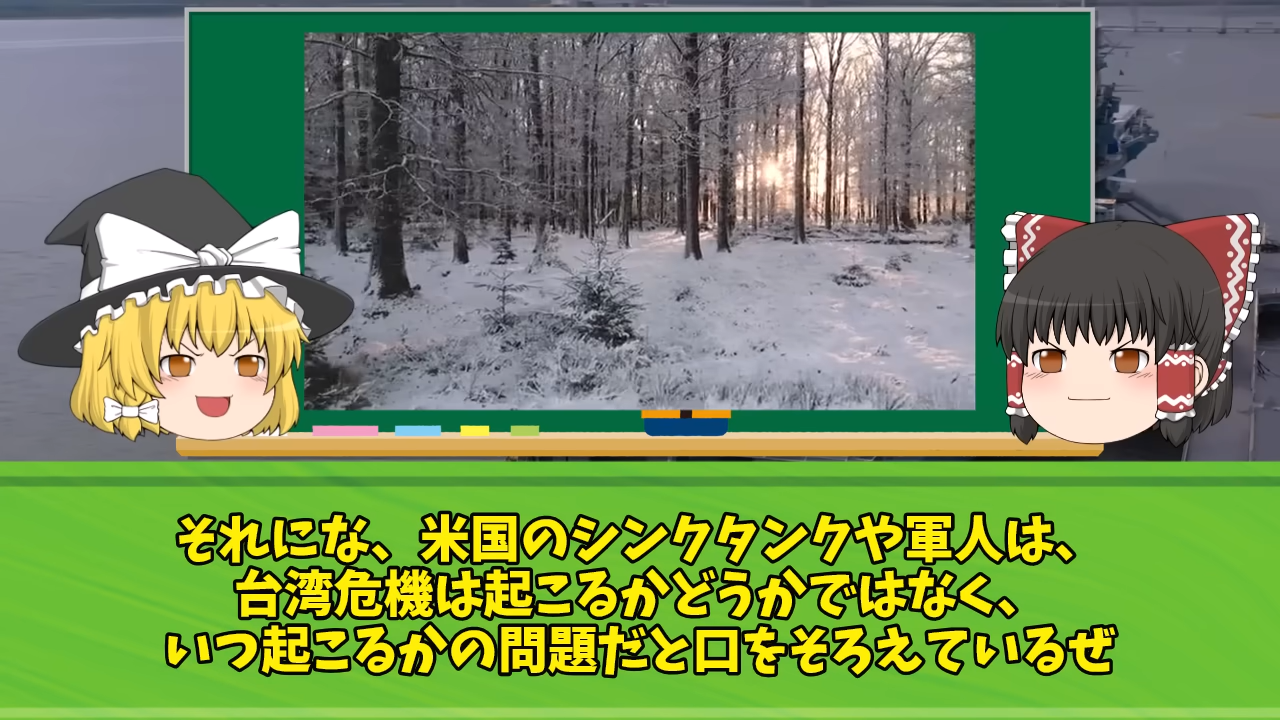 それにな、米国のシンクタンクや軍人は、
台湾危機は起こるかどうかではなく、
いつ起こるかの問題だと口をそろえているぜ